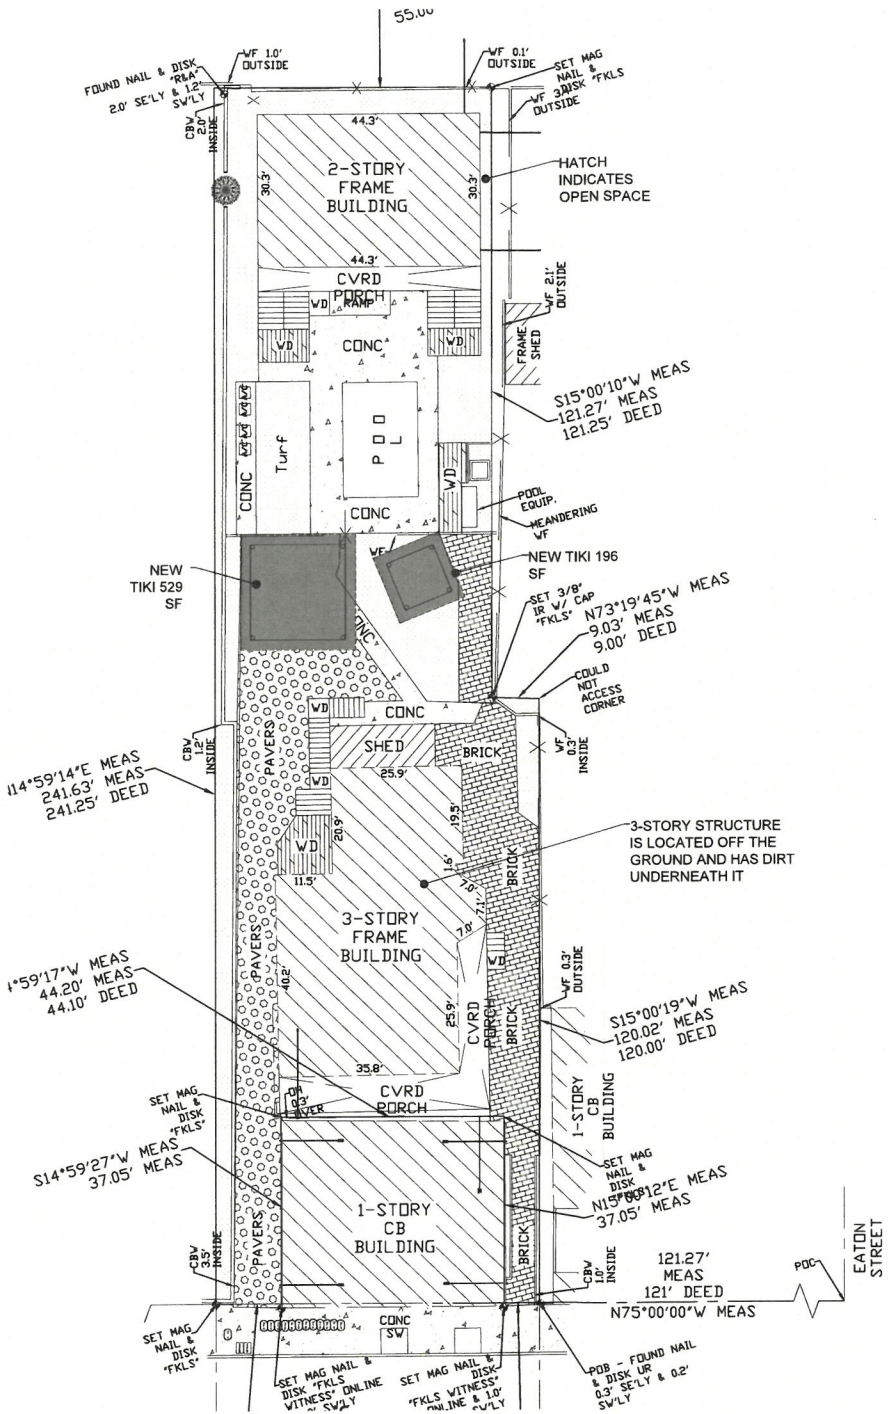 55.00
WF 1.0'
OUTSIDE
WF 0.1'
OUTSIDE
SET MAG
NAIL &
DISK "FKLS
FOUND NAIL & DISK
"R&A"
2.0' SE'LY & 1.2'
SW'LY
CBW
2.0'
INSIDE
WF 3.4'
OUTSIDE
44.3'
2-STORY
FRAME
BUILDING
30.3'
30.3'
44.3'
HATCH
INDICATES
OPEN SPACE
CVRD
PORCH
WD
RAMP
WD
WD
CONC
WF 2.1'
OUTSIDE
FRAME
SHED
S15°00'10"W MEAS
121.27' MEAS
121.25' DEED
Turf
POOL
CONC
CONC
WD
POOL
EQUIP.
MEANDERING
WF
WF
NEW
TIKI 529
SF
NEW TIKI 196
SF
SET 3/8"
IR W/ CAP
"FKLS"
N73°19'45"W MEAS
9.03' MEAS
9.00' DEED
CONC
COULD
NOT
ACCESS
CORNER
WD
CONC
SHED
BRICK
PAVERS
CBW
1.2'
INSIDE
WF
0.3'
INSIDE
14°59'14"E MEAS
241.63' MEAS
241.25' DEED
25.9'
WD
20.9'
19.5'
WD
11.5'
1.6'
7.0'
7.1'
7.0'
BRICK
3-STORY STRUCTURE
IS LOCATED OFF THE
GROUND AND HAS DIRT
UNDERNEATH IT
3-STORY
FRAME
BUILDING
WD
PAVERS
40.2'
25.9'
CVRD
PORCH
BRICK
WF 0.3'
OUTSIDE
4°59'17"W MEAS
44.20' MEAS
44.10' DEED
S15°00'19"W MEAS
120.02' MEAS
120.00' DEED
35.8'
CVRD
PORCH
OH
0.3'
OVER
1-STORY
CB
BUILDING
SET MAG
NAIL &
DISK
"FKLS"
S14°59'27"W MEAS
37.05' MEAS
SET MAG
NAIL &
DISK
N15°00'12"E MEAS
37.05' MEAS
1-STORY
CB
BUILDING
PAVERS
BRICK
CBW
3.5'
INSIDE
CBW
1.0'
INSIDE
121.27'
MEAS
121' DEED
N75°00'00"W MEAS
POC
EATON
STREET
CONC
SW
SET MAG
NAIL &
DISK
"FKLS"
SET MAG NAIL &
DISK "FKLS
WITNESS" ONLINE
SW'LY
SET MAG NAIL &
DISK
"FKLS WITNESS"
ONLINE & 1.0'
SW'LY
POB - FOUND NAIL
& DISK UR
0.3' SE'LY & 0.2'
SW'LY